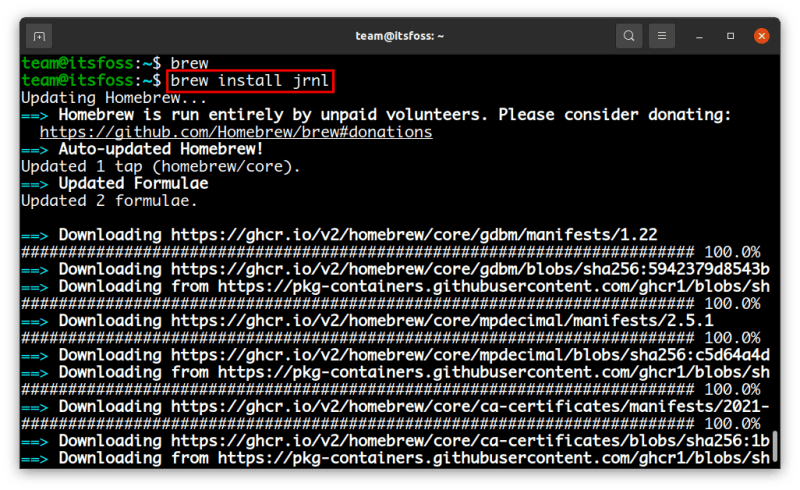 team@itsfoss: ~
team@itsfoss:~$ brew
team@itsfoss:~$ brew install jrnl
Updating Homebrew...
==> Homebrew is run entirely by unpaid volunteers. Please consider donating:
  https://github.com/Homebrew/brew#donations
==> Auto-updated Homebrew!
Updated 1 tap (homebrew/core).
==> Updated Formulae
Updated 2 formulae.

==> Downloading https://ghcr.io/v2/homebrew/core/gdbm/manifests/1.22
######################################################################## 100.0%
==> Downloading https://ghcr.io/v2/homebrew/core/gdbm/blobs/sha256:5942379d8543b
==> Downloading from https://pkg-containers.githubusercontent.com/ghcr1/blobs/sh
######################################################################## 100.0%
==> Downloading https://ghcr.io/v2/homebrew/core/mpdecimal/manifests/2.5.1
######################################################################## 100.0%
==> Downloading https://ghcr.io/v2/homebrew/core/mpdecimal/blobs/sha256:c5d64a4d
==> Downloading from https://pkg-containers.githubusercontent.com/ghcr1/blobs/sh
######################################################################## 100.0%
==> Downloading https://ghcr.io/v2/homebrew/core/ca-certificates/manifests/2021-
######################################################################## 100.0%
==> Downloading https://ghcr.io/v2/homebrew/core/ca-certificates/blobs/sha256:1b
==> Downloading from https://pkg-containers.githubusercontent.com/ghcr1/blobs/sh